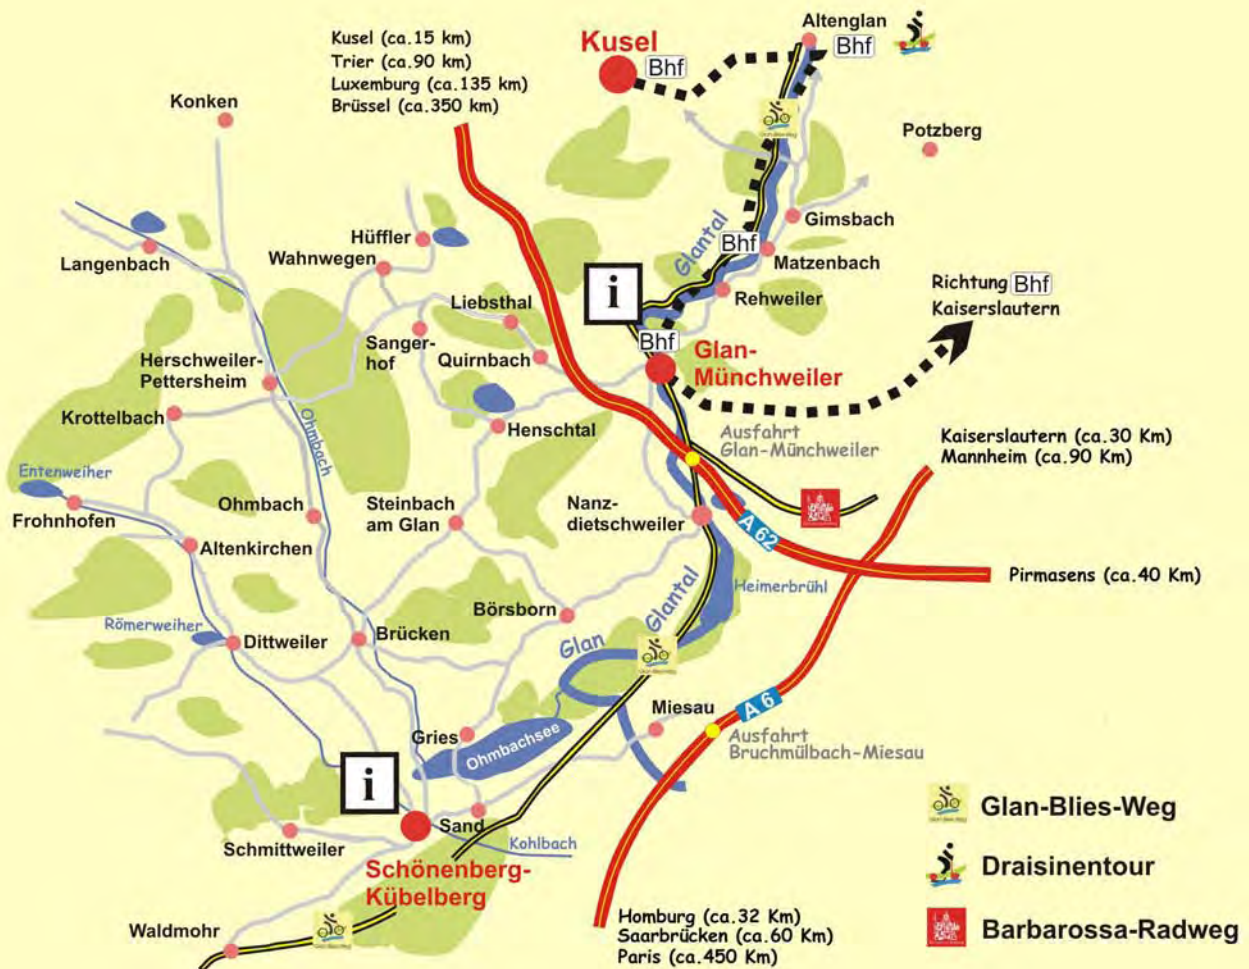 Altenglan
Bhf
Kusel
Bhf
Kusel (ca.15 km)
Trier (ca.90 km)
Luxemburg (ca.135 km)
Brüssel (ca.350 km)
Konken
Potzberg
Gimsbach
Glantal
Hüffler
Wahnwegen
Langenbach
Bhf
Matzenbach
Rehweiler
i
Richtung Bhf
Kaiserslautern
Liebsthal
Sanger-
hof
Quirnbach
Bhf
Glan-
Münchweiler
Herschweiler-
Pettersheim
Krottelbach
Ohmbach
Henschtal
Ausfahrt
Glan-Münchweiler
Kaiserslautern (ca.30 Km)
Mannheim (ca.90 Km)
Entenweiher
Frohnhofen
Ohmbach
Steinbach
am Glan
Nanz-
dietschweiler
A 62
Altenkirchen
Pirmasens (ca.40 Km)
Heimerbrühl
Römerweiher
Dittweiler
Brücken
Börsborn
Glan
Glantal
Miesau
A 6
Gries
Ohmbachsee
Ausfahrt
Bruchmülbach-Miesau
i
Sand
Kohlbach
Schmittweiler
Schönenberg-
Kübelberg
Waldmohr
Homburg (ca.32 Km)
Saarbrücken (ca.60 Km)
Paris (ca.450 Km)
Glan-Blies-Weg
Draisinentour
Barbarossa-Radweg